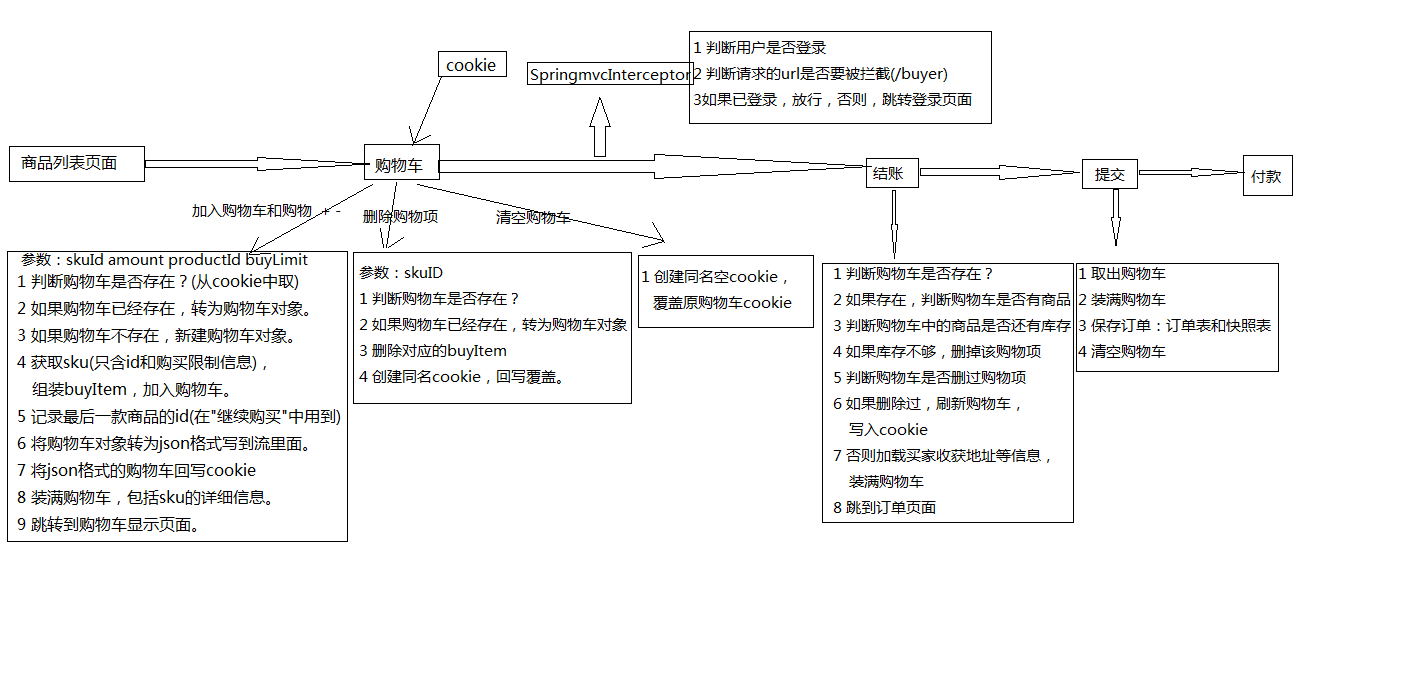 cookie
SpringmvcInterceptor
1 判断用户是否登录
2 判断请求的url是否要被拦截(/buyer)
3如果已登录，放行，否则，跳转登录页面
商品列表页面
购物车
结账
提交
付款
加入购物车和购物 + -
删除购物项
清空购物车
参数：skuId amount productId buyLimit
1 判断购物车是否存在？(从cookie中取)
2 如果购物车已经存在，转为购物车对象。
3 如果购物车不存在，新建购物车对象。
4 获取sku(只含id和购买限制信息)，
组装buyItem，加入购物车。
5 记录最后一款商品的id(在"继续购买"中用到)
6 将购物车对象转为json格式写到流里面。
7 将json格式的购物车回写cookie
8 装满购物车，包括sku的详细信息。
9 跳转到购物车显示页面。
参数：skuID
1 判断购物车是否存在？
2 如果购物车已经存在，转为购物车对象
3 删除对应的buyItem
4 创建同名cookie，回写覆盖。
1 创建同名空cookie，
覆盖原购物车cookie
1 判断购物车是否存在？
2 如果存在，判断购物车是否有商品
3 判断购物车中的商品是否还有库存
4 如果库存不够，删掉该购物项
5 判断购物车是否删过购物项
6 如果删除过，刷新购物车，
写入cookie
7 否则加载买家收获地址等信息，
装满购物车
8 跳到订单页面
1 取出购物车
2 装满购物车
3 保存订单：订单表和快照表
4 清空购物车